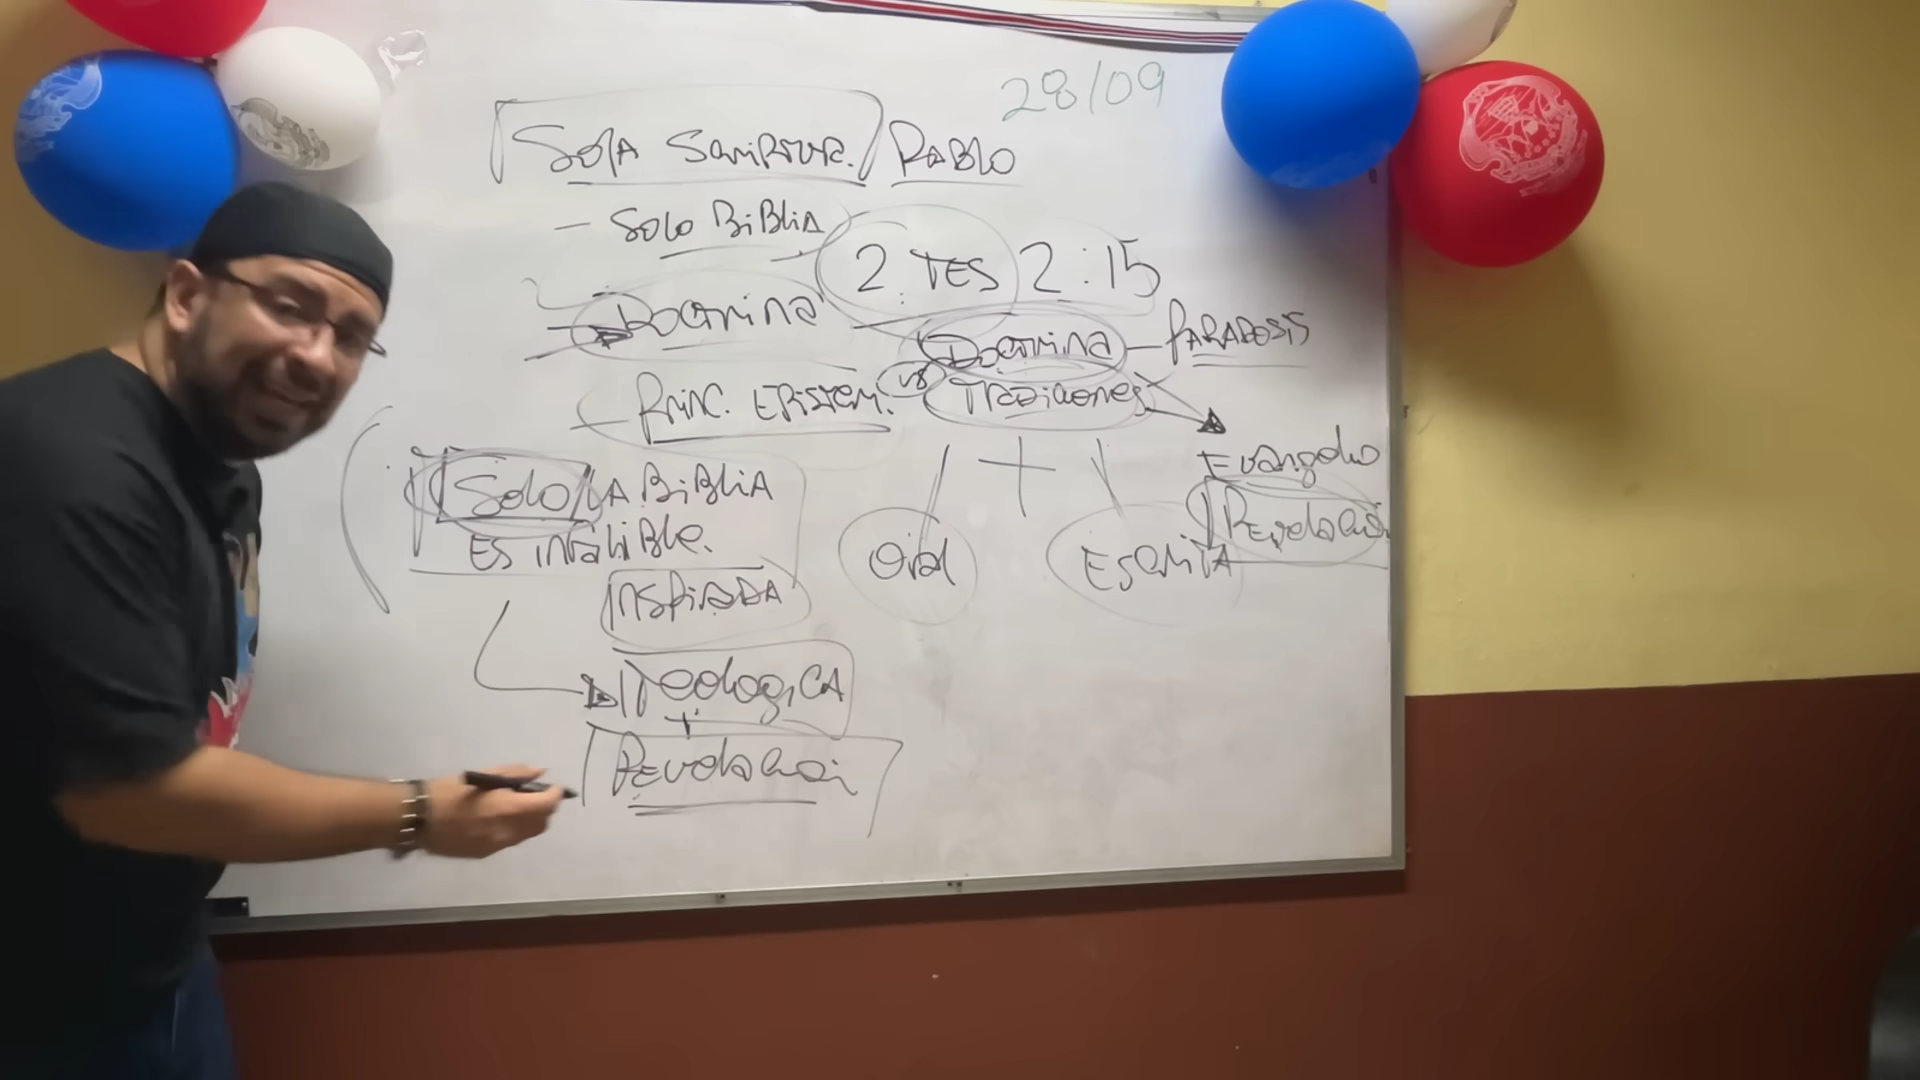 28/09
SOlA SCRIPTUR. PABlO
- SOlO BiBliA
2. TES 2:15
Doctrina
Doctrina - PARADOSIS
PRiNC. EPiSTEM. vs Tradiciones
Evangelio
Solo LA BiBliA
Revelación
ES infaliBle.
Oral + EScRiTA
INSPiRADA
TeologiCA
+
Revelación